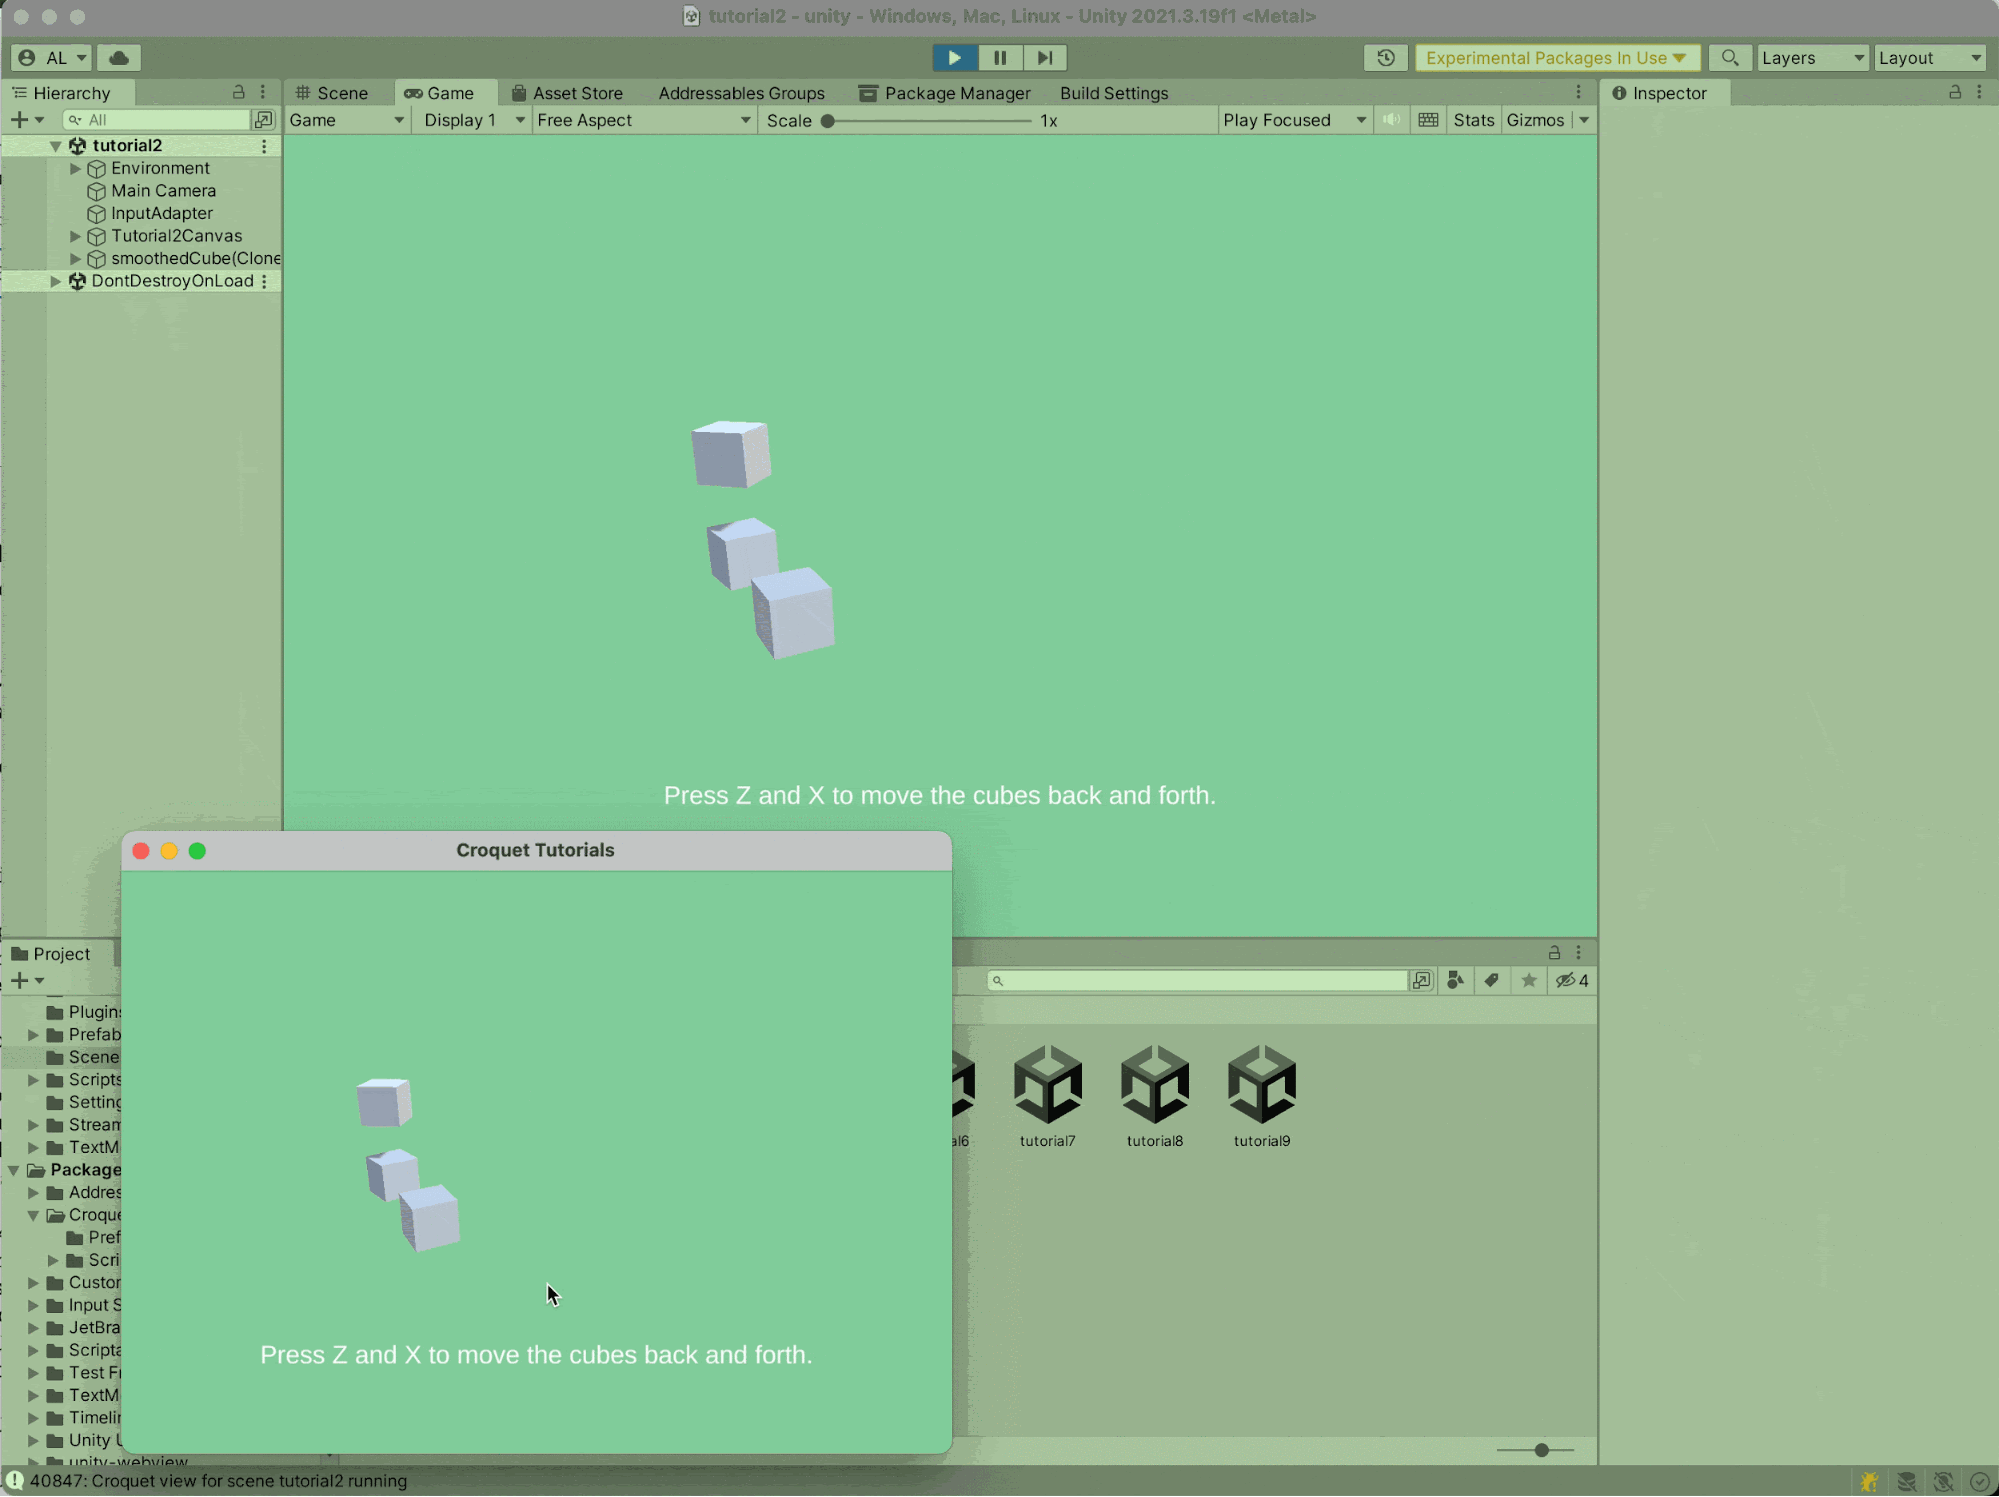 tutorial2 - unity - Windows, Mac, Linux - Unity 2021.3.19f1 <Metal>
AL
Experimental Packages In Use
Layers
Layout
Hierarchy
Scene
Game
Asset Store
Addressables Groups
Package Manager
Build Settings
Inspector
All
Game
Display 1
Free Aspect
Scale
1x
Play Focused
Stats
Gizmos
tutorial2
Environment
Main Camera
InputAdapter
Tutorial2Canvas
smoothedCube(Clone
DontDestroyOnLoad
Press Z and X to move the cubes back and forth.
Croquet Tutorials
Press Z and X to move the cubes back and forth.
Project
4
Plugins
Prefab
Scene
Scripts
Setting
Stream
TextM
Package
Addres
Croque
Pref
Scri
Custor
Input S
JetBra
Scripta
Test Fr
TextM
Timelin
Unity U
unity-webview
al6
tutorial7
tutorial8
tutorial9
40847: Croquet view for scene tutorial2 running